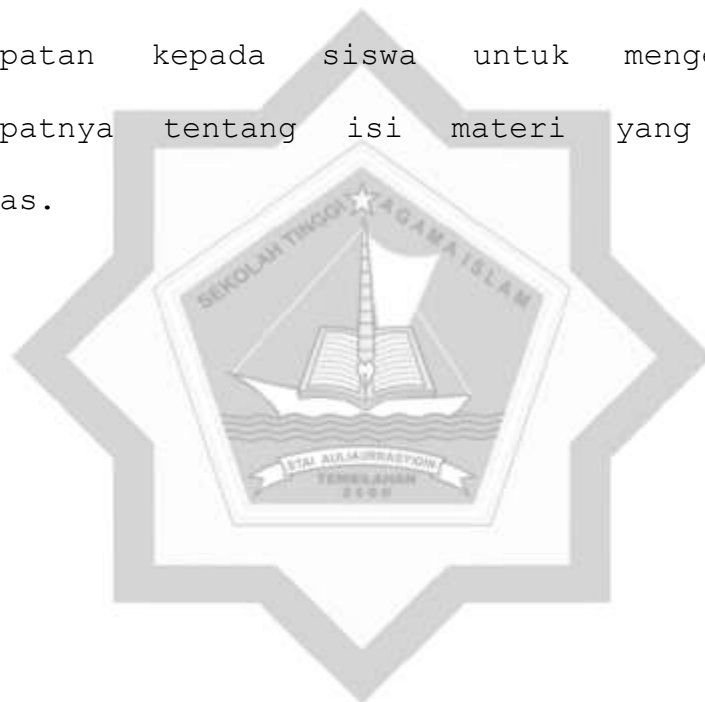 patan kepada siswa untuk meng
patnya tentang isi materi yang
as.
SEKOLAH TINGGI AGAMA ISLAM
STAI AULIAURRASYIDIN
TEMBILAHAN